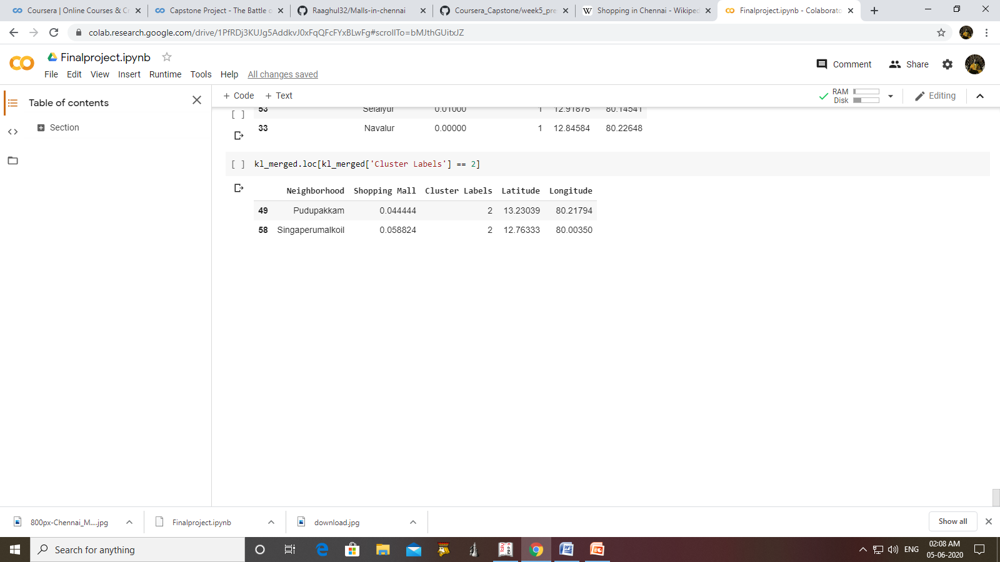 Coursera | Online Courses & Cr
Capstone Project - The Battle o
Raaghul32/Malls-in-chennai
Coursera_Capstone/week5_pre
Shopping in Chennai - Wikiped
Finalproject.ipynb - Colaborato
colab.research.google.com/drive/1PfRDj3KUJg5AddkvJ0xFqQFcFYxBLwFg#scrollTo=bMJthGUitxJZ
Finalproject.ipynb
File Edit View Insert Runtime Tools Help All changes saved
Comment Share
Table of contents
Section
+ Code + Text
RAM
Disk
Editing
[ ] 53 Selaiyur 0.01000 1 12.91876 80.14541
33 Navalur 0.00000 1 12.84584 80.22648
[ ] kl_merged.loc[kl_merged['Cluster Labels'] == 2]
Neighborhood Shopping Mall Cluster Labels Latitude Longitude
49 Pudupakkam 0.044444 2 13.23039 80.21794
58 Singaperumalkoil 0.058824 2 12.76333 80.00350
800px-Chennai_M....jpg
Finalproject.ipynb
download.jpg
Show all
Search for anything
ENG
02:08 AM
05-06-2020